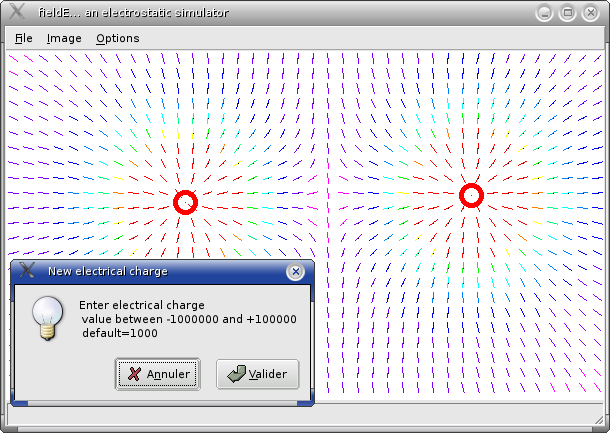 fieldE... an electrostatic simulator
File Image Options
New electrical charge
Enter electrical charge
value between -1000000 and +100000
default=1000
Annuler Valider